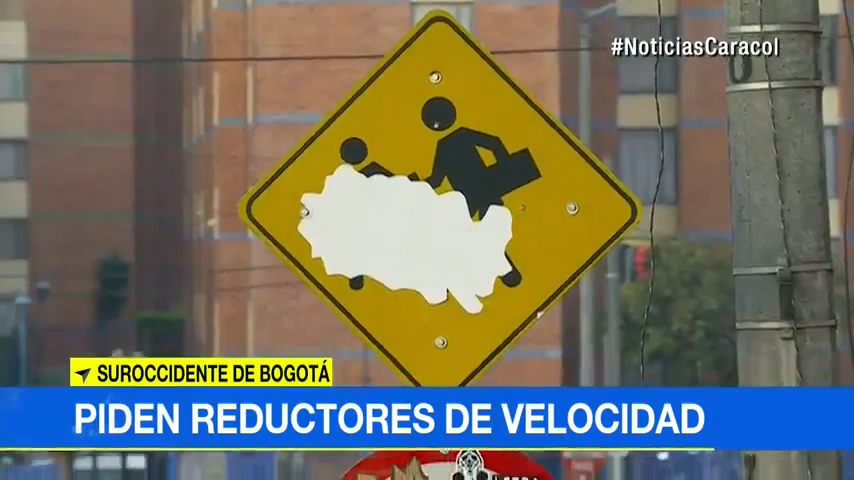 #NoticiasCaracol
SUROCCIDENTE DE BOGOTÁ
PIDEN REDUCTORES DE VELOCIDAD